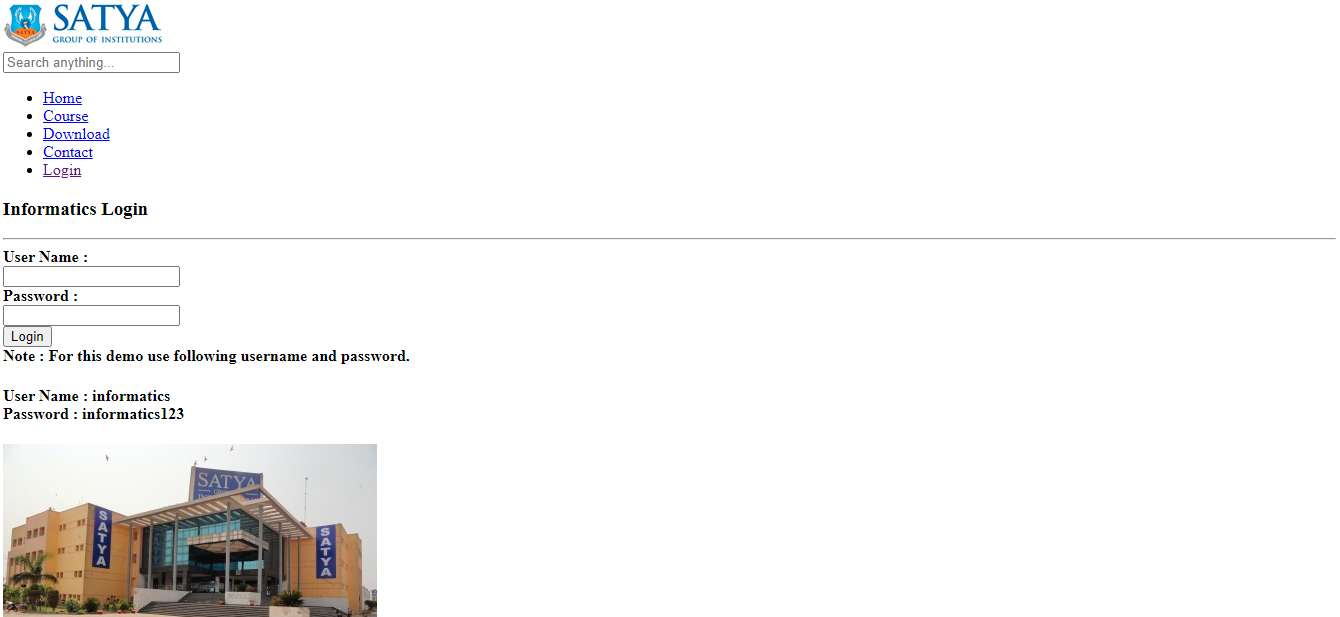 SATYA
GROUP OF INSTITUTIONS
SATYA
Search anything...
Home
Course
Download
Contact
Login
Informatics Login
User Name :
Password :
Login
Note : For this demo use following username and password.
User Name : informatics
Password : informatics123
SATYA
SATYA
SATYA